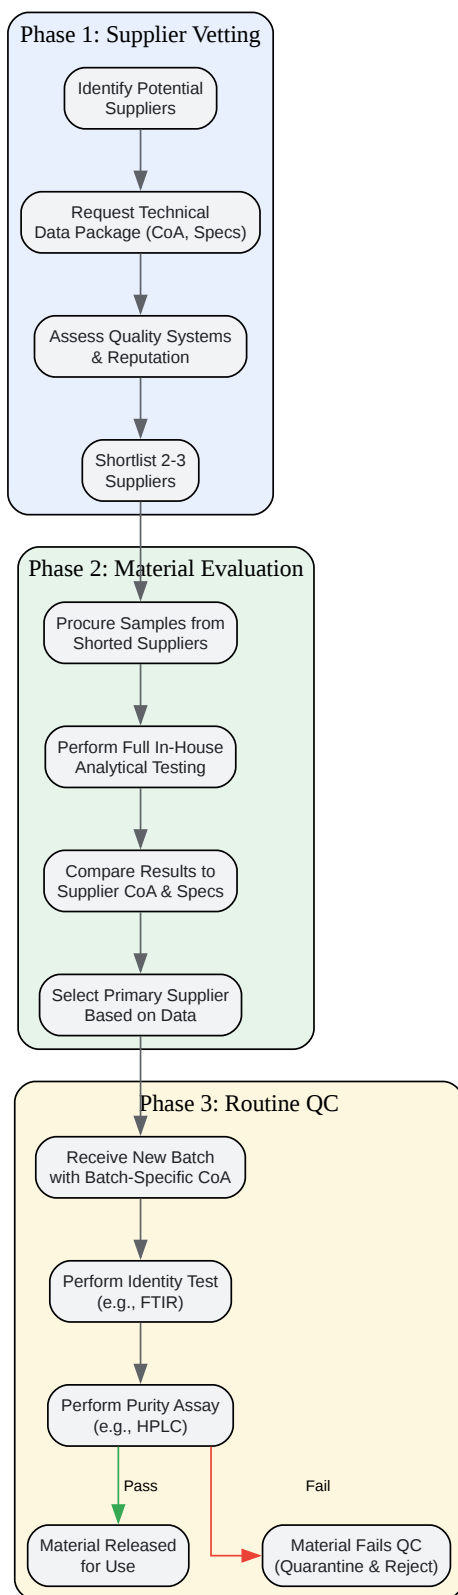 Phase 1: Supplier Vetting
Identify Potential
Suppliers
Request Technical
Data Package (CoA, Specs)
Assess Quality Systems
& Reputation
Shortlist 2-3
Suppliers
Phase 2: Material Evaluation
Procure Samples from
Shorted Suppliers
Perform Full In-House
Analytical Testing
Compare Results to
Supplier CoA & Specs
Select Primary Supplier
Based on Data
Phase 3: Routine QC
Receive New Batch
with Batch-Specific CoA
Perform Identity Test
(e.g., FTIR)
Perform Purity Assay
(e.g., HPLC)
Pass
Fail
Material Released
for Use
Material Fails QC
(Quarantine & Reject)